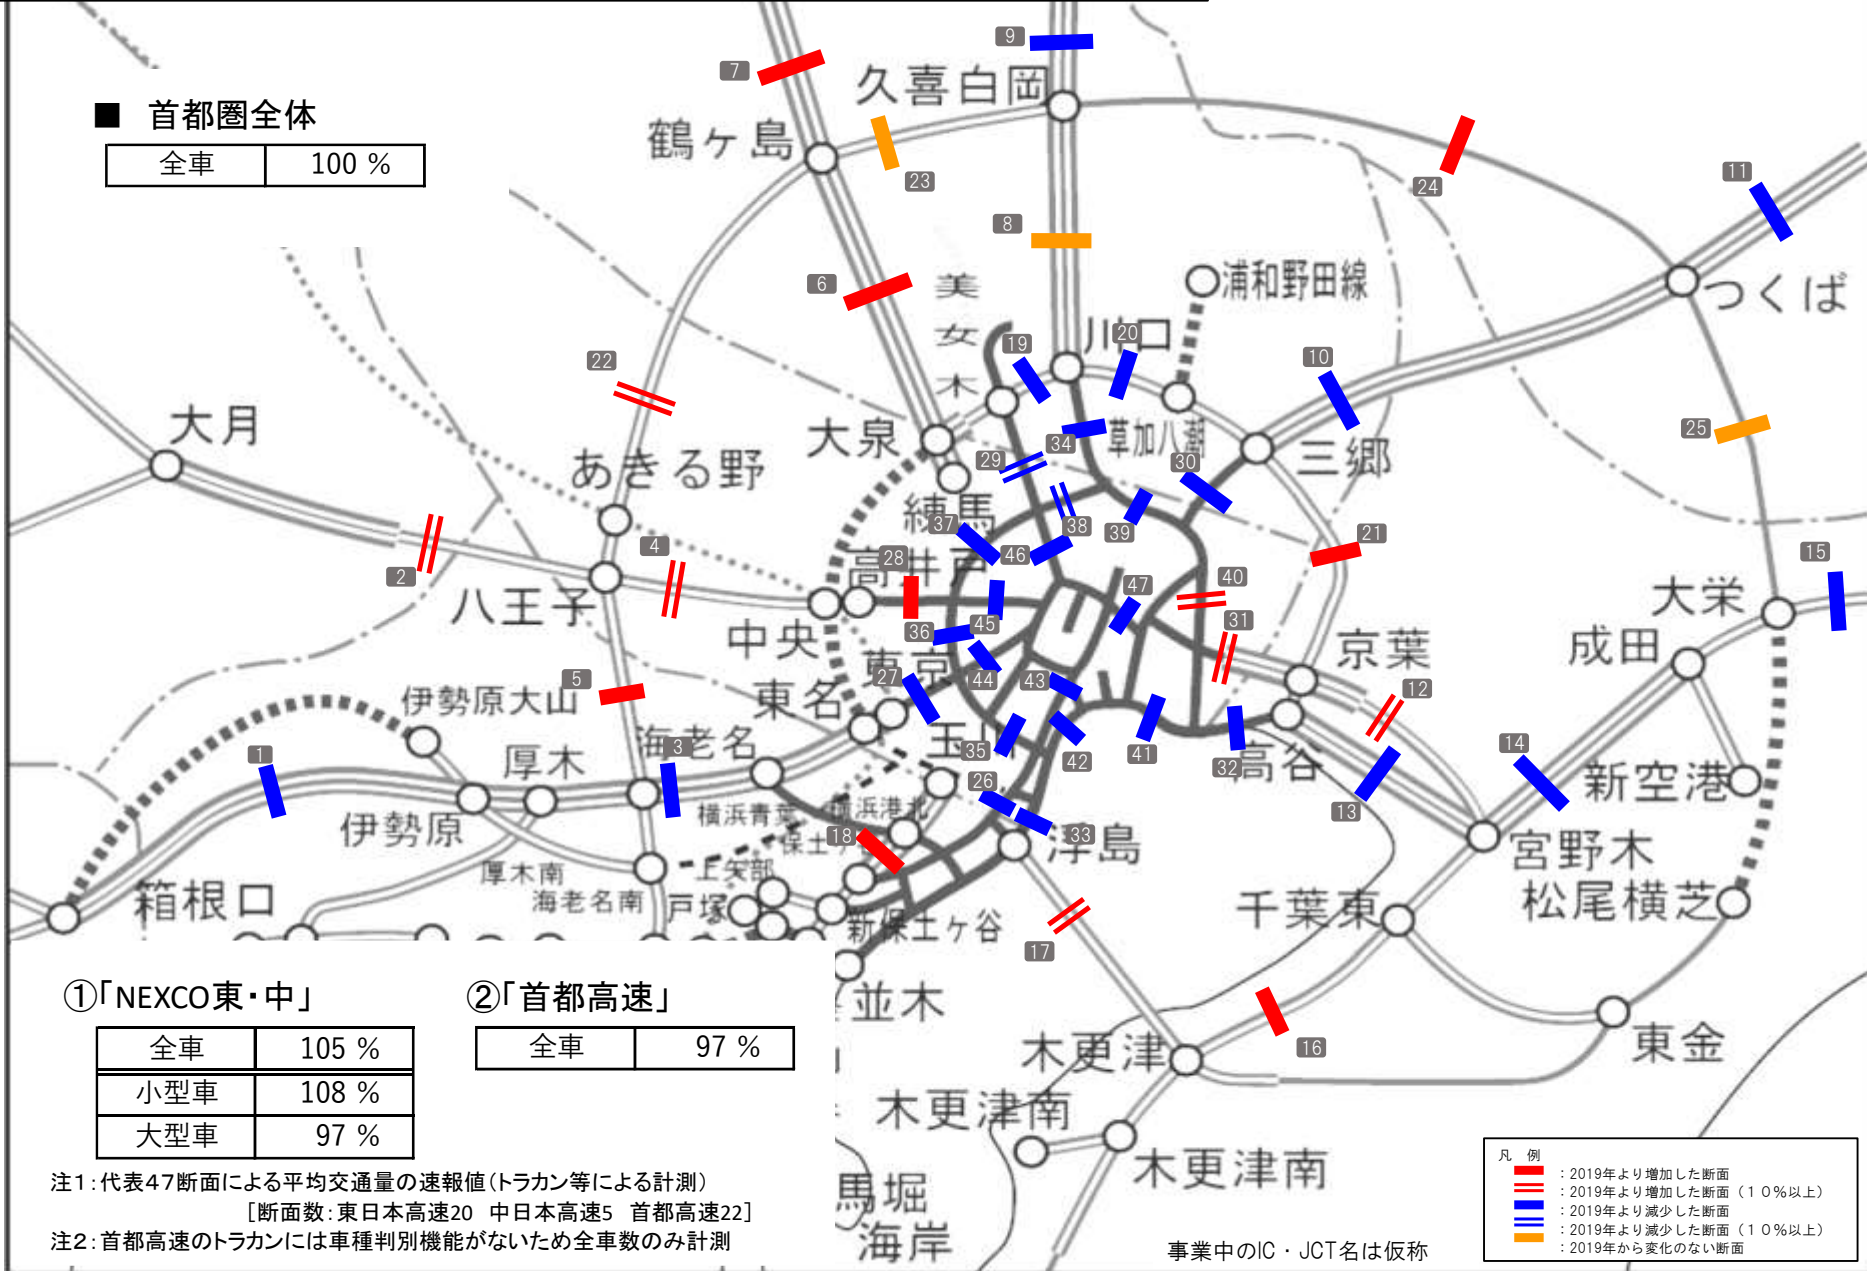 ■ 首都圏全体
全車 100 %
7
9
久喜白岡
鶴ヶ島
23
24
11
8
6
美女木
浦和野田線
つくば
川口
19
20
10
22
大月
あきる野
大泉
34
29
草加八潮
30
三郷
25
練馬
37
38
39
46
21
2
4
28
高井戸
47
40
31
15
八王子
中央
36
45
大栄
成田
京葉
東京
44
43
12
5
伊勢原大山
東名
27
玉川
1
厚木
海老名
3
35
42
41
32
高谷
14
13
新空港
伊勢原
横浜青葉
横浜港北
26
33
浮島
18
宮野木
厚木南
上矢部
箱根口
海老名南
戸塚
新保土ヶ谷
千葉東
松尾横芝
17
並木
16
木更津
東金
木更津南
木更津南
馬堀
海岸
①「NEXCO東・中」
全車 105 %
小型車 108 %
大型車 97 %
②「首都高速」
全車 97 %
注1:代表47断面による平均交通量の速報値(トラカン等による計測)
[断面数:東日本高速20 中日本高速5 首都高速22]
注2:首都高速のトラカンには車種判別機能がないため全車数のみ計測
事業中のIC・JCT名は仮称
凡 例
:2019年より増加した断面
:2019年より増加した断面(10%以上)
:2019年より減少した断面
:2019年より減少した断面(10%以上)
:2019年から変化のない断面